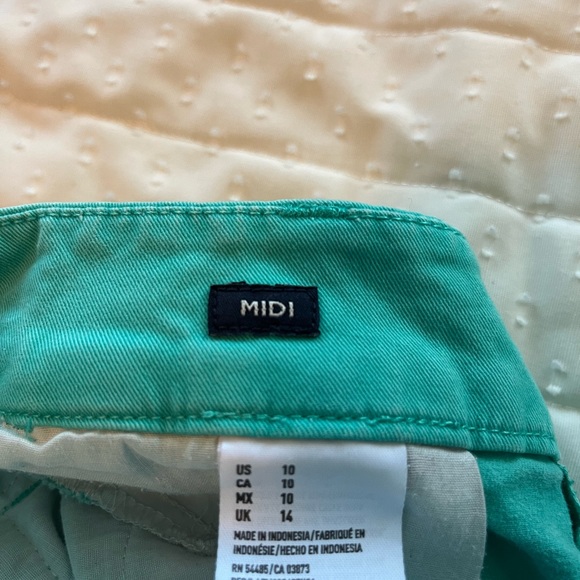 MIDI
US 10
CA 10
MX 10
UK 14
MADE IN INDONESIA/FABRIQUÉ EN
INDONÉSIE/HECHO EN INDONESIA
RN 54485/CA 03873